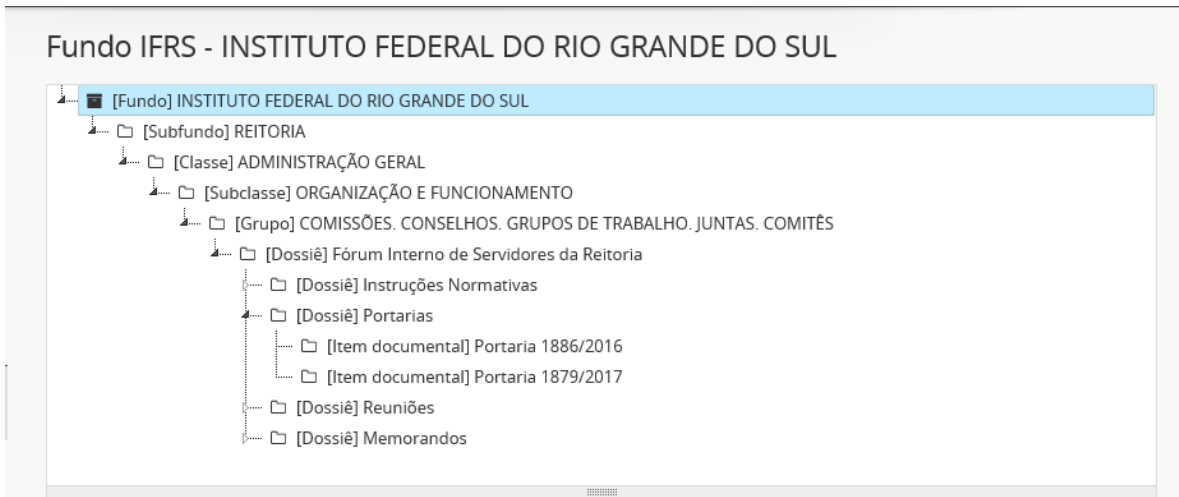 Fundo IFRS - INSTITUTO FEDERAL DO RIO GRANDE DO SUL
[Fundo] INSTITUTO FEDERAL DO RIO GRANDE DO SUL
[Subfundo] REITORIA
[Classe] ADMINISTRAÇÃO GERAL
[Subclasse] ORGANIZAÇÃO E FUNCIONAMENTO
[Grupo] COMISSÕES. CONSELHOS. GRUPOS DE TRABALHO. JUNTAS. COMITÊS
[Dossiê] Fórum Interno de Servidores da Reitoria
[Dossiê] Instruções Normativas
[Dossiê] Portarias
[Item documental] Portaria 1886/2016
[Item documental] Portaria 1879/2017
[Dossiê] Reuniões
[Dossiê] Memorandos